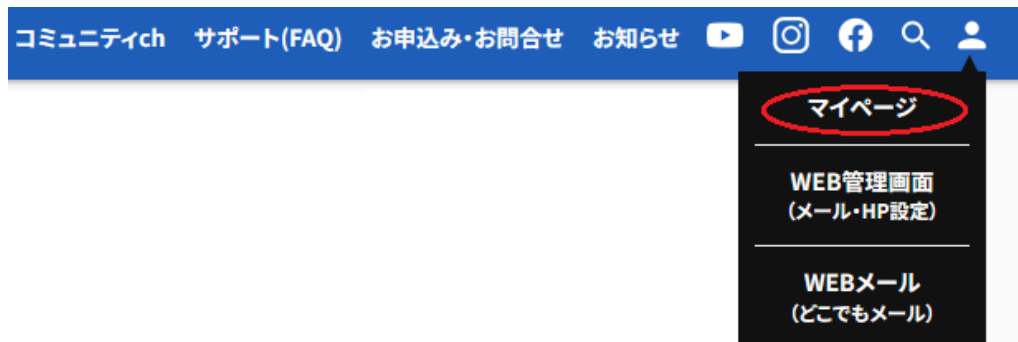 コミュニティch サポート(FAQ) お申込み・お問合せ お知らせ
マイページ
WEB管理画面
(メール・HP設定)
WEBメール
(どこでもメール)